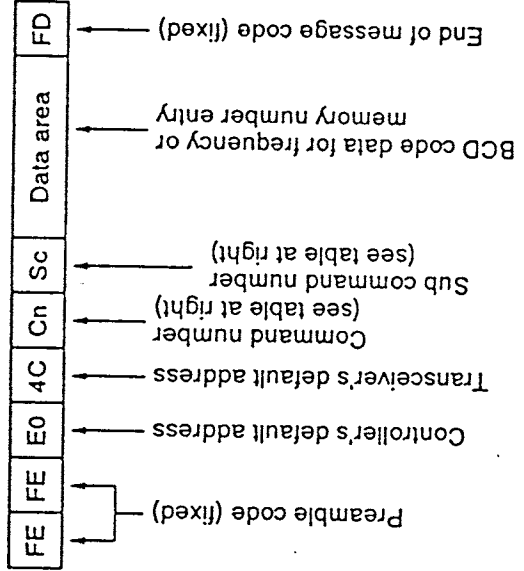 FE FE E0 4C Cn Sc Data area FD
Preamble code (fixed)
Controller's default address
Transceiver's default address
Command number
(see table at right)
Sub command number
(see table at right)
BCD code data for frequency or
memory number entry
End of message code (fixed)